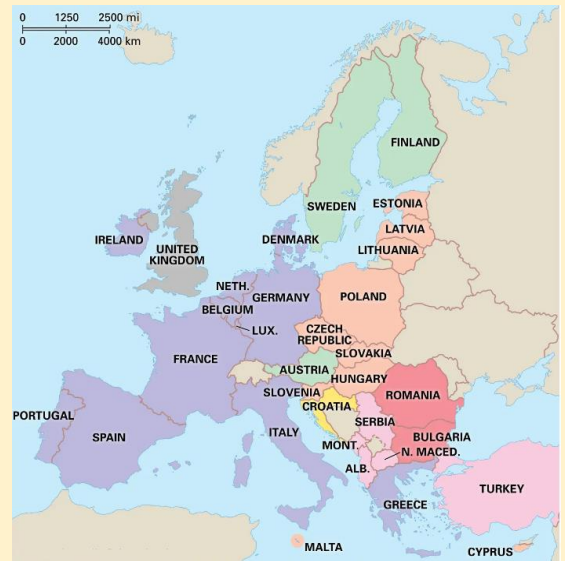 0 1250 2500 mi
0 2000 4000 km
FINLAND
SWEDEN
ESTONIA
LATVIA
LITHUANIA
IRELAND
UNITED
KINGDOM
DENMARK
NETH.
GERMANY
POLAND
BELGIUM
LUX.
CZECH
REPUBLIC
SLOVAKIA
FRANCE
AUSTRIA
HUNGARY
SLOVENIA
ROMANIA
CROATIA
PORTUGAL
SERBIA
SPAIN
ITALY
BULGARIA
MONT.
N. MACED.
ALB.
TURKEY
GREECE
MALTA
CYPRUS